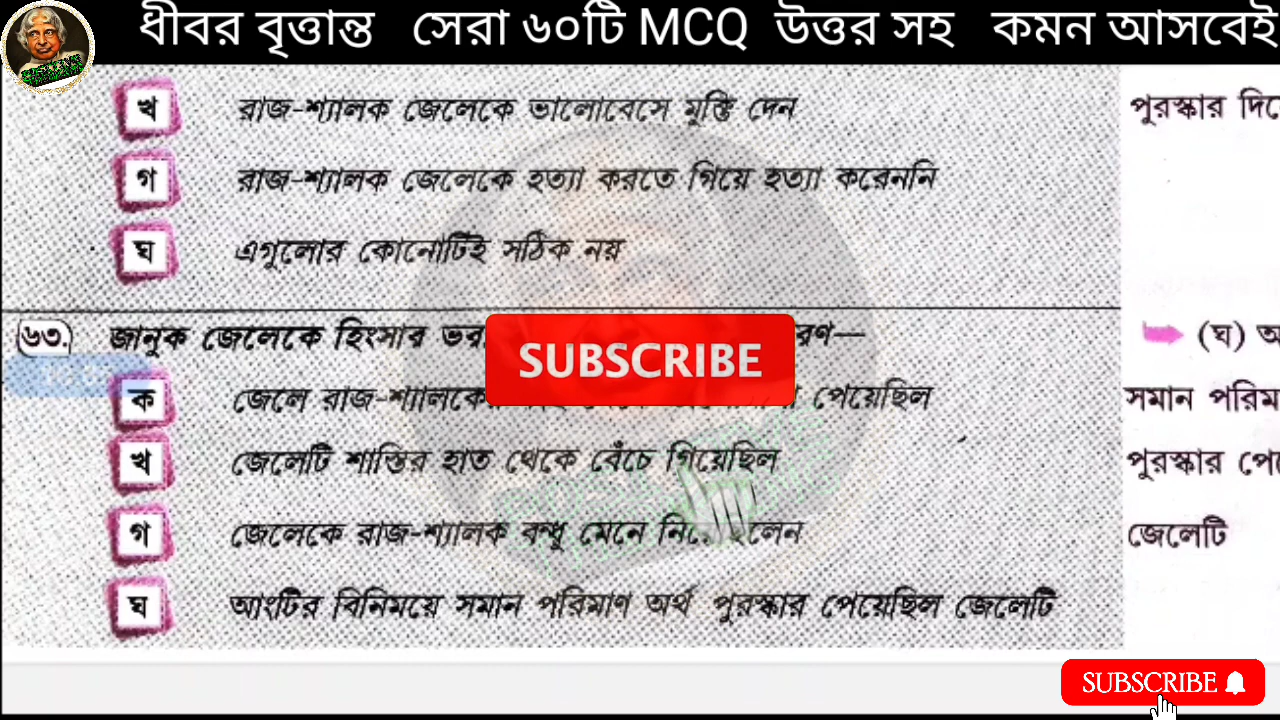 ধীবর বৃত্তান্ত সেরা ৬০টি MCQ উত্তর সহ কমন আসবেই
খ রাজ-শ্যালক জেলেকে ভালোবেসে মুক্তি দেন পুরস্কার দিে
গ রাজ-শ্যালক জেলেকে হত্যা করতে গিয়ে হত্যা করেননি
ঘ এগুলোর কোনোটিই সঠিক নয়
৬৩. জানুক জেলেকে হিংসার রণ— (ঘ)
ক জেলে রাজ-শ্যালকের পেয়েছিল সমান
খ জেলেটি শাস্তির হাত থেকে বেঁচে গিয়েছিল পুরস্কার
গ জেলেকে রাজ-শ্যালক বন্ধু মেনে জেলেটি
ঘ আংটির বিনিময়ে সমান পরিমাণ অর্থ পুরস্কার পেয়েছিল জেলেটি
SUBSCRIBE
SUBSCRIBE